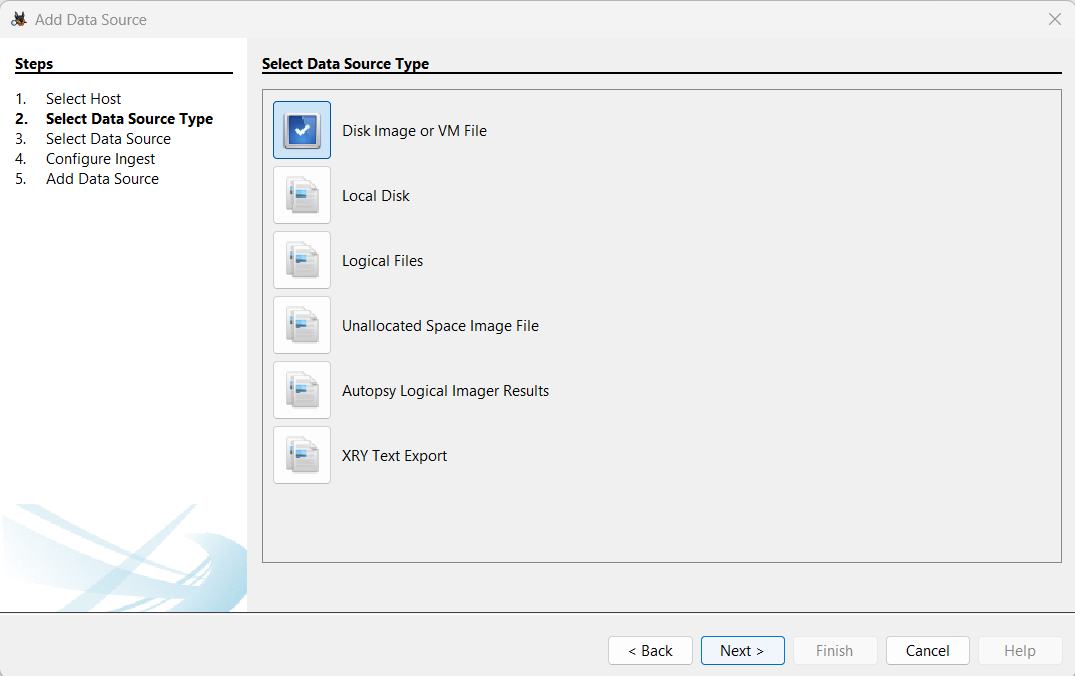 Add Data Source
Steps
1. Select Host
2. Select Data Source Type
3. Select Data Source
4. Configure Ingest
5. Add Data Source
Select Data Source Type
Disk Image or VM File
Local Disk
Logical Files
Unallocated Space Image File
Autopsy Logical Imager Results
XRY Text Export
< Back
Next >
Finish
Cancel
Help